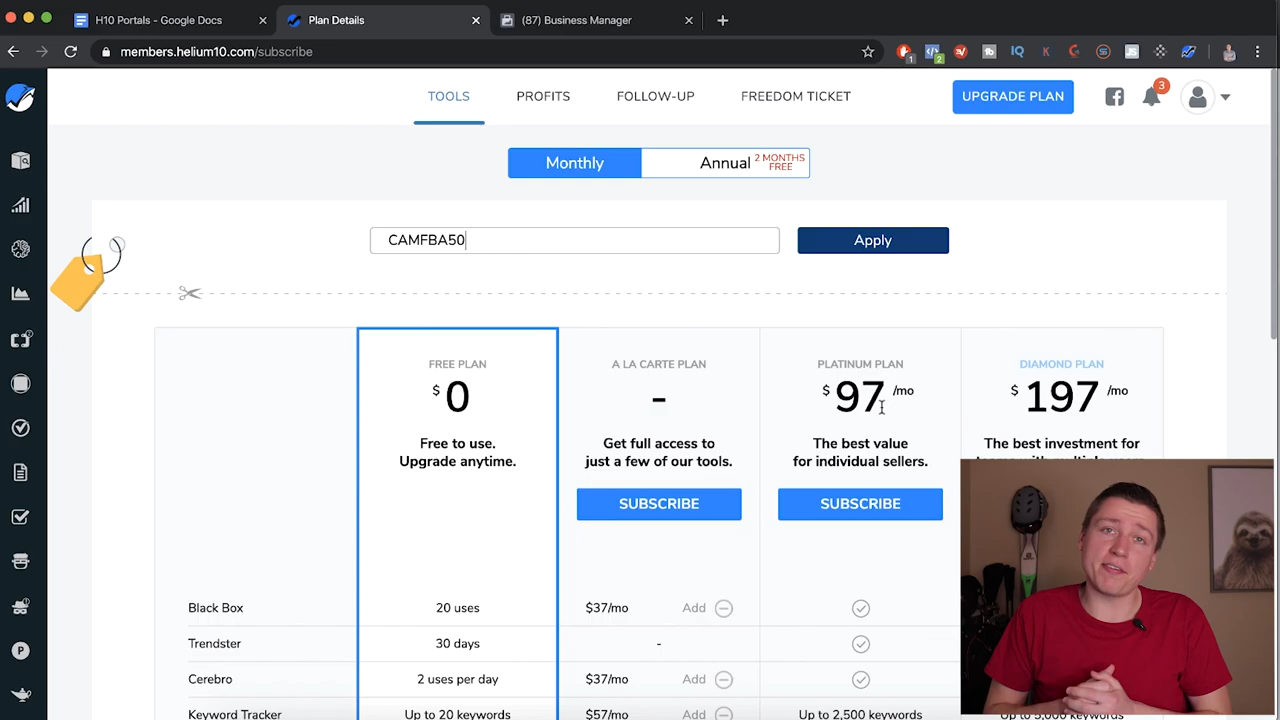 H10 Portals - Google Docs
Plan Details
(87) Business Manager
members.helium10.com/subscribe
TOOLS
PROFITS
FOLLOW-UP
FREEDOM TICKET
UPGRADE PLAN
3
Monthly
Annual
2 MONTHS
FREE
CAMFBA50
Apply
FREE PLAN
$ 0
Free to use.
Upgrade anytime.
A LA CARTE PLAN
-
Get full access to
just a few of our tools.
SUBSCRIBE
PLATINUM PLAN
$ 97 /mo
The best value
for individual sellers.
SUBSCRIBE
DIAMOND PLAN
$ 197 /mo
The best investment for
Black Box
20 uses
$37/mo
Add
Trendster
30 days
-
Cerebro
2 uses per day
$37/mo
Add
Keyword Tracker
Up to 20 keywords
$57/mo
Add
Up to 2,500 keywords